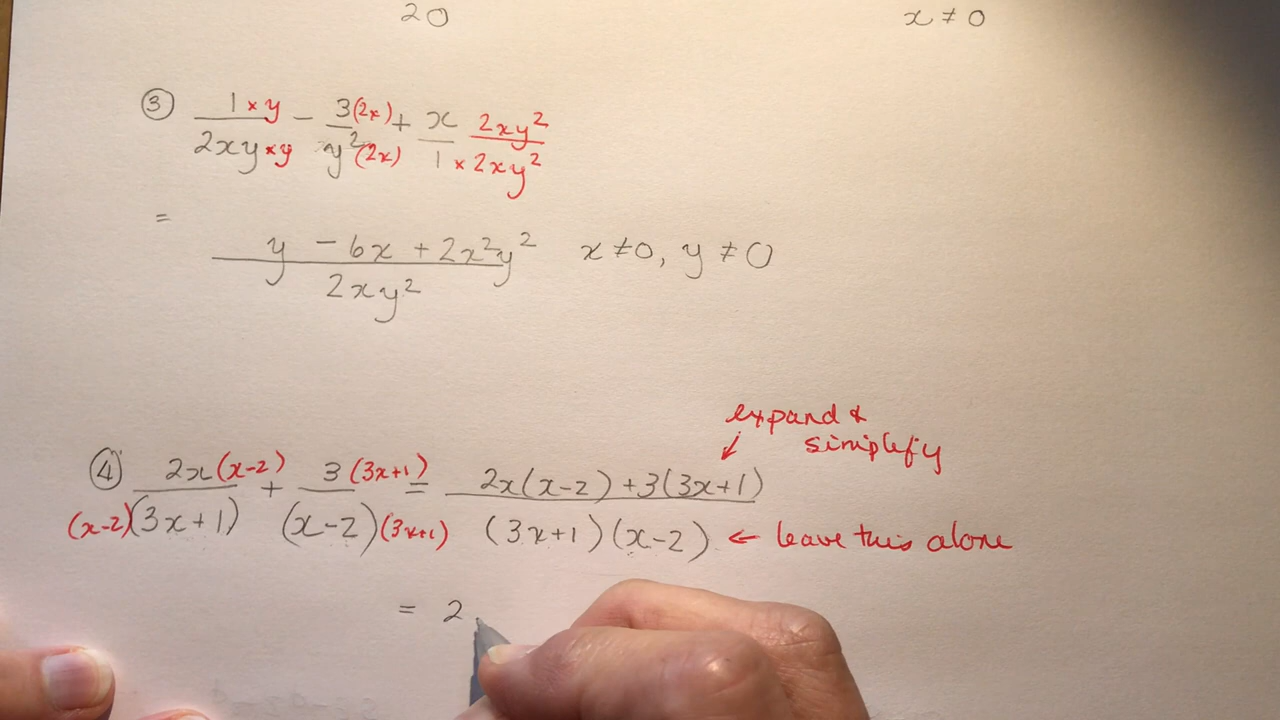 20 x ≠ 0
③ 1 × y / 2xy × y − 3(2x) / y²(2x) + x 2xy² / 1 × 2xy²
=
y − 6x + 2x²y² / 2xy² x ≠ 0, y ≠ 0
expand &
simplify
④ 2x(x-2) / (x-2)(3x+1) + 3(3x+1) / (x-2)(3x+1) = 2x(x-2) + 3(3x+1) / (3x+1)(x-2) ← leave this alone
= 2